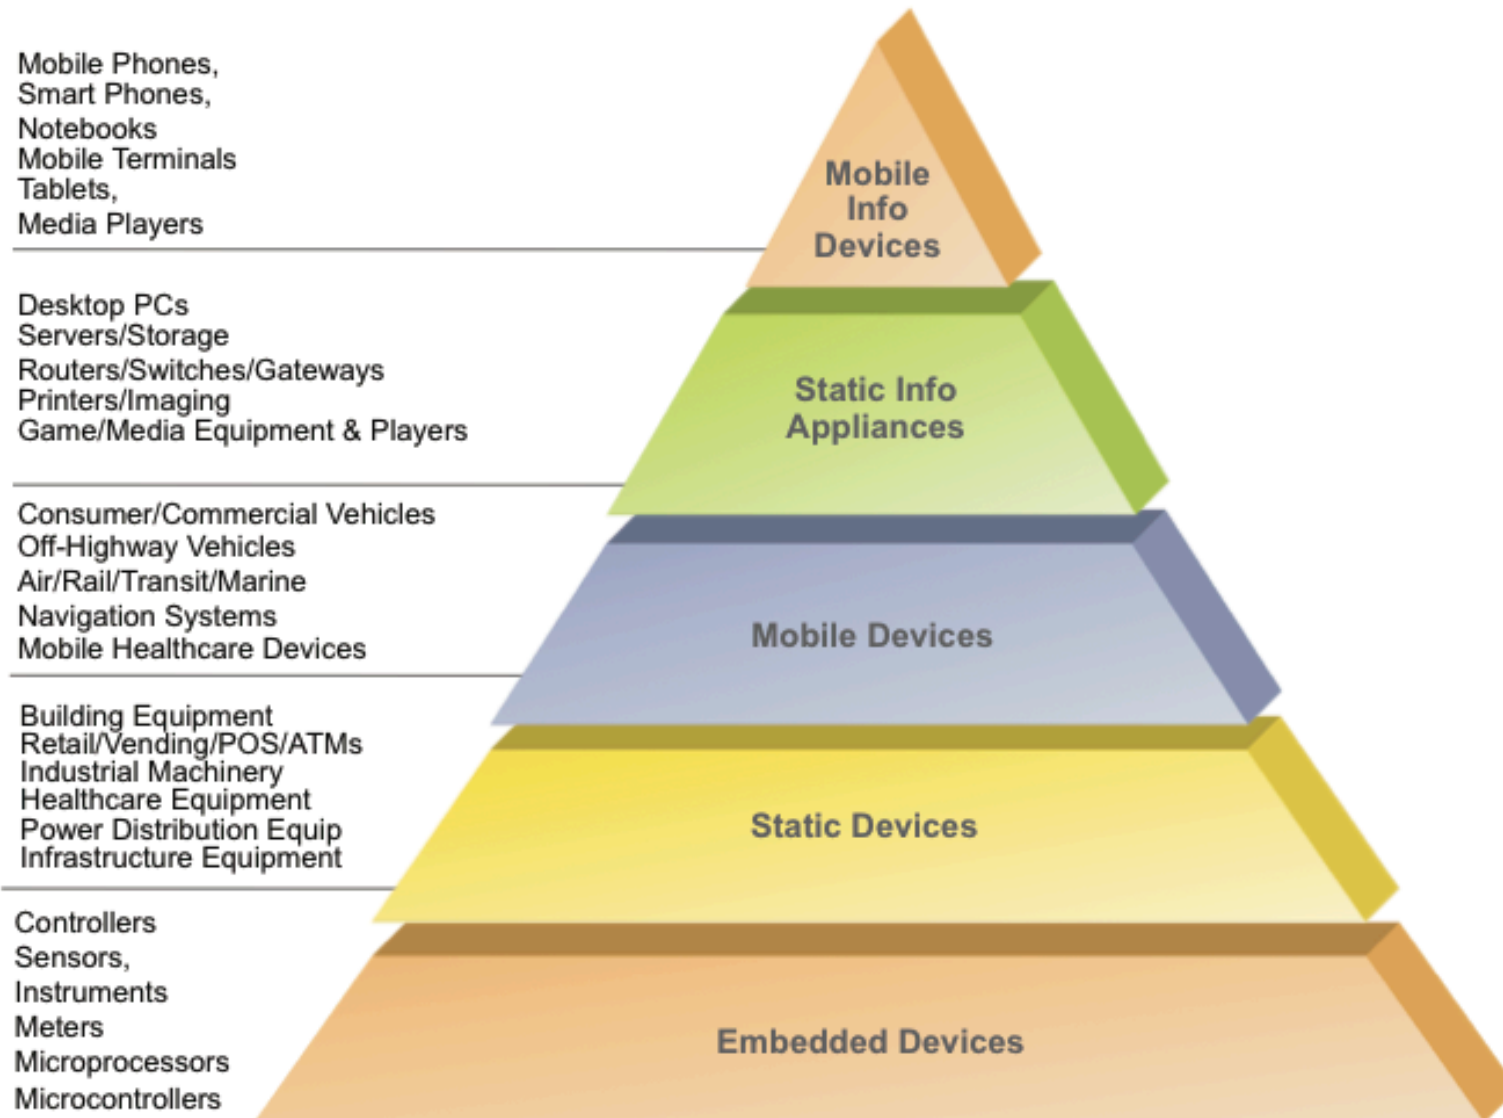 Mobile Phones,
Smart Phones,
Notebooks
Mobile Terminals
Tablets,
Media Players
Mobile
Info
Devices
Desktop PCs
Servers/Storage
Routers/Switches/Gateways
Printers/Imaging
Game/Media Equipment & Players
Static Info
Appliances
Consumer/Commercial Vehicles
Off-Highway Vehicles
Air/Rail/Transit/Marine
Navigation Systems
Mobile Healthcare Devices
Mobile Devices
Building Equipment
Retail/Vending/POS/ATMs
Industrial Machinery
Healthcare Equipment
Power Distribution Equip
Infrastructure Equipment
Static Devices
Controllers
Sensors,
Instruments
Meters
Microprocessors
Microcontrollers
Embedded Devices